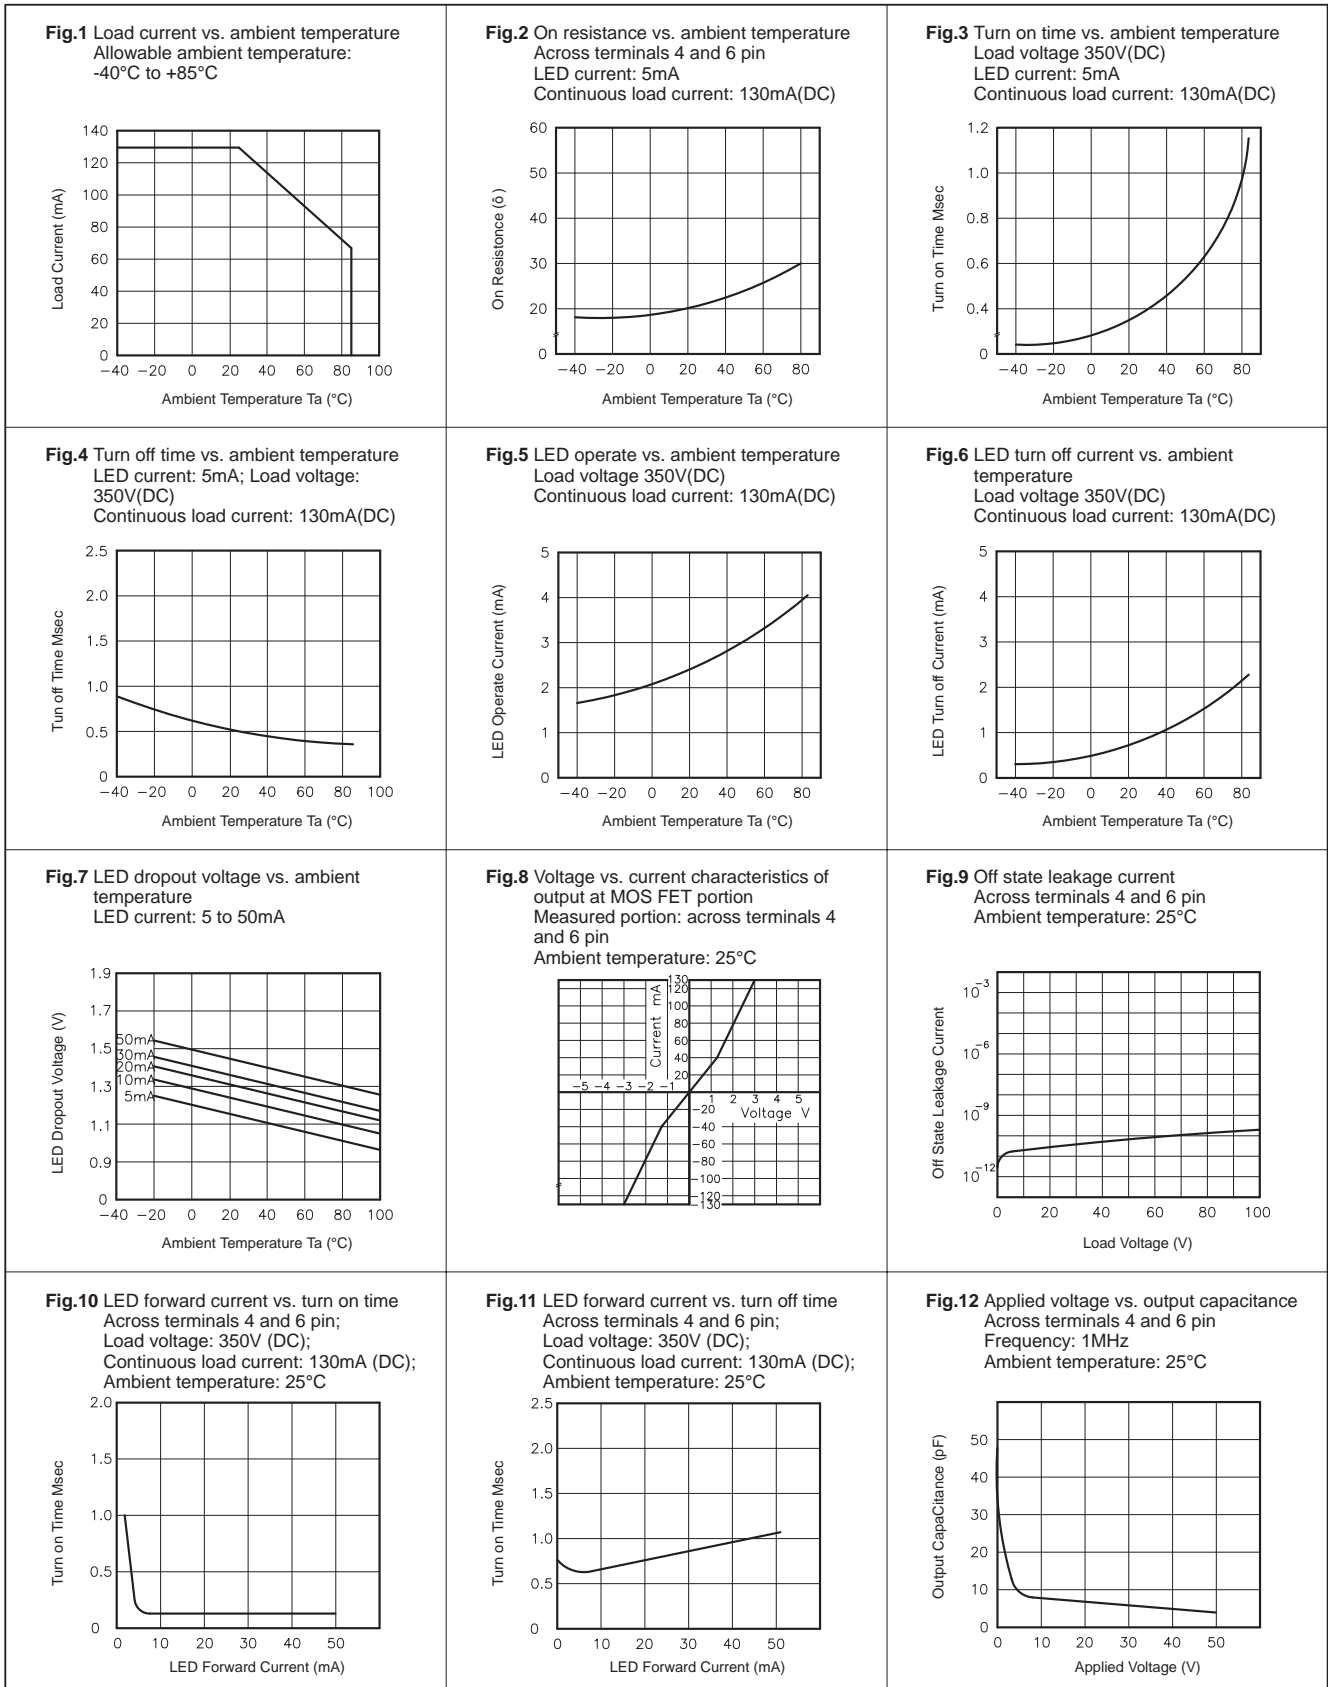 Fig.1 Load current vs. ambient temperature
Allowable ambient temperature:
-40°C to +85°C
140
120
100
80
60
40
20
0
Load Current (mA)
−40 −20 0 20 40 60 80 100
Ambient Temperature Ta (°C)
Fig.2 On resistance vs. ambient temperature
Across terminals 4 and 6 pin
LED current: 5mA
Continuous load current: 130mA(DC)
60
50
40
30
20
0
On Resistonce (ô)
−40 −20 0 20 40 60 80
Ambient Temperature Ta (°C)
Fig.3 Turn on time vs. ambient temperature
Load voltage 350V(DC)
LED current: 5mA
Continuous load current: 130mA(DC)
1.2
1.0
0.8
0.6
0.4
0
Turn on Time Msec
−40 −20 0 20 40 60 80
Ambient Temperature Ta (°C)
Fig.4 Turn off time vs. ambient temperature
LED current: 5mA; Load voltage:
350V(DC)
Continuous load current: 130mA(DC)
2.5
2.0
1.5
1.0
0.5
0
Tun off Time Msec
−40 −20 0 20 40 60 80 100
Ambient Temperature Ta (°C)
Fig.5 LED operate vs. ambient temperature
Load voltage 350V(DC)
Continuous load current: 130mA(DC)
5
4
3
2
1
0
LED Operate Current (mA)
−40 −20 0 20 40 60 80
Ambient Temperature Ta (°C)
Fig.6 LED turn off current vs. ambient
temperature
Load voltage 350V(DC)
Continuous load current: 130mA(DC)
5
4
3
2
1
0
LED Turn off Current (mA)
−40 −20 0 20 40 60 80
Ambient Temperature Ta (°C)
Fig.7 LED dropout voltage vs. ambient
temperature
LED current: 5 to 50mA
1.9
1.7
1.5
1.3
1.1
0.9
0
LED Dropout Voltage (V)
50mA
30mA
20mA
10mA
5mA
−40 −20 0 20 40 60 80 100
Ambient Temperature Ta (°C)
Fig.8 Voltage vs. current characteristics of
output at MOS FET portion
Measured portion: across terminals 4
and 6 pin
Ambient temperature: 25°C
130
120
100
80
60
40
20
Current mA
−5 −4 −3 −2 −1
1 2 3 4 5
Voltage V
−20
−40
−60
−80
−100
−120
−130
Fig.9 Off state leakage current
Across terminals 4 and 6 pin
Ambient temperature: 25°C
10−3
10−6
10−9
10−12
Off State Leakage Current
0 20 40 60 80 100
Load Voltage (V)
Fig.10 LED forward current vs. turn on time
Across terminals 4 and 6 pin;
Load voltage: 350V (DC);
Continuous load current: 130mA (DC);
Ambient temperature: 25°C
2.0
1.5
1.0
0.5
0
Turn on Time Msec
0 10 20 30 40 50
LED Forward Current (mA)
Fig.11 LED forward current vs. turn off time
Across terminals 4 and 6 pin;
Load voltage: 350V (DC);
Continuous load current: 130mA (DC);
Ambient temperature: 25°C
2.5
2.0
1.5
1.0
0.5
0
Turn on Time Msec
0 10 20 30 40 50
LED Forward Current (mA)
Fig.12 Applied voltage vs. output capacitance
Across terminals 4 and 6 pin
Frequency: 1MHz
Ambient temperature: 25°C
50
40
30
20
10
0
Output CapaCitance (pF)
0 10 20 30 40 50
Applied Voltage (V)